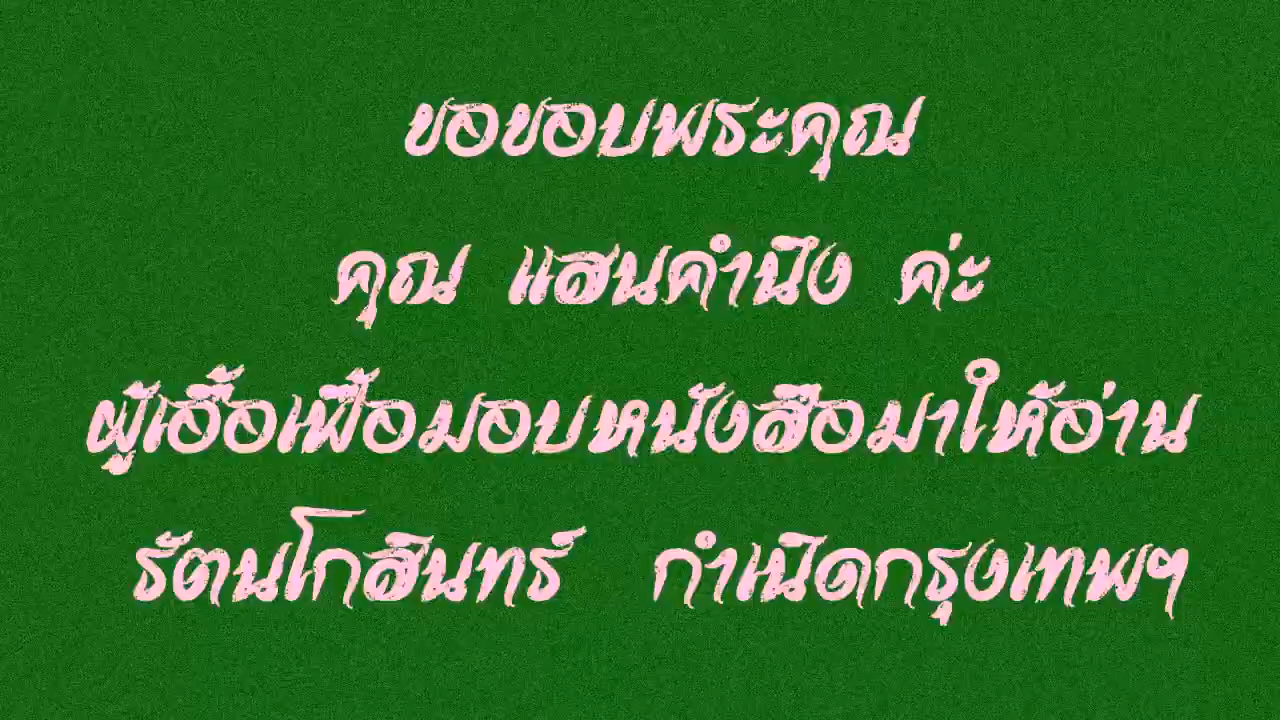 ขอขอบพระคุณ
คุณ แสนคำนึง ค่ะ
ผู้เอื้อเฟื้อมอบหนังสือมาให้อ่าน
รัตนโกสินทร์ กำเนิดกรุงเทพฯ